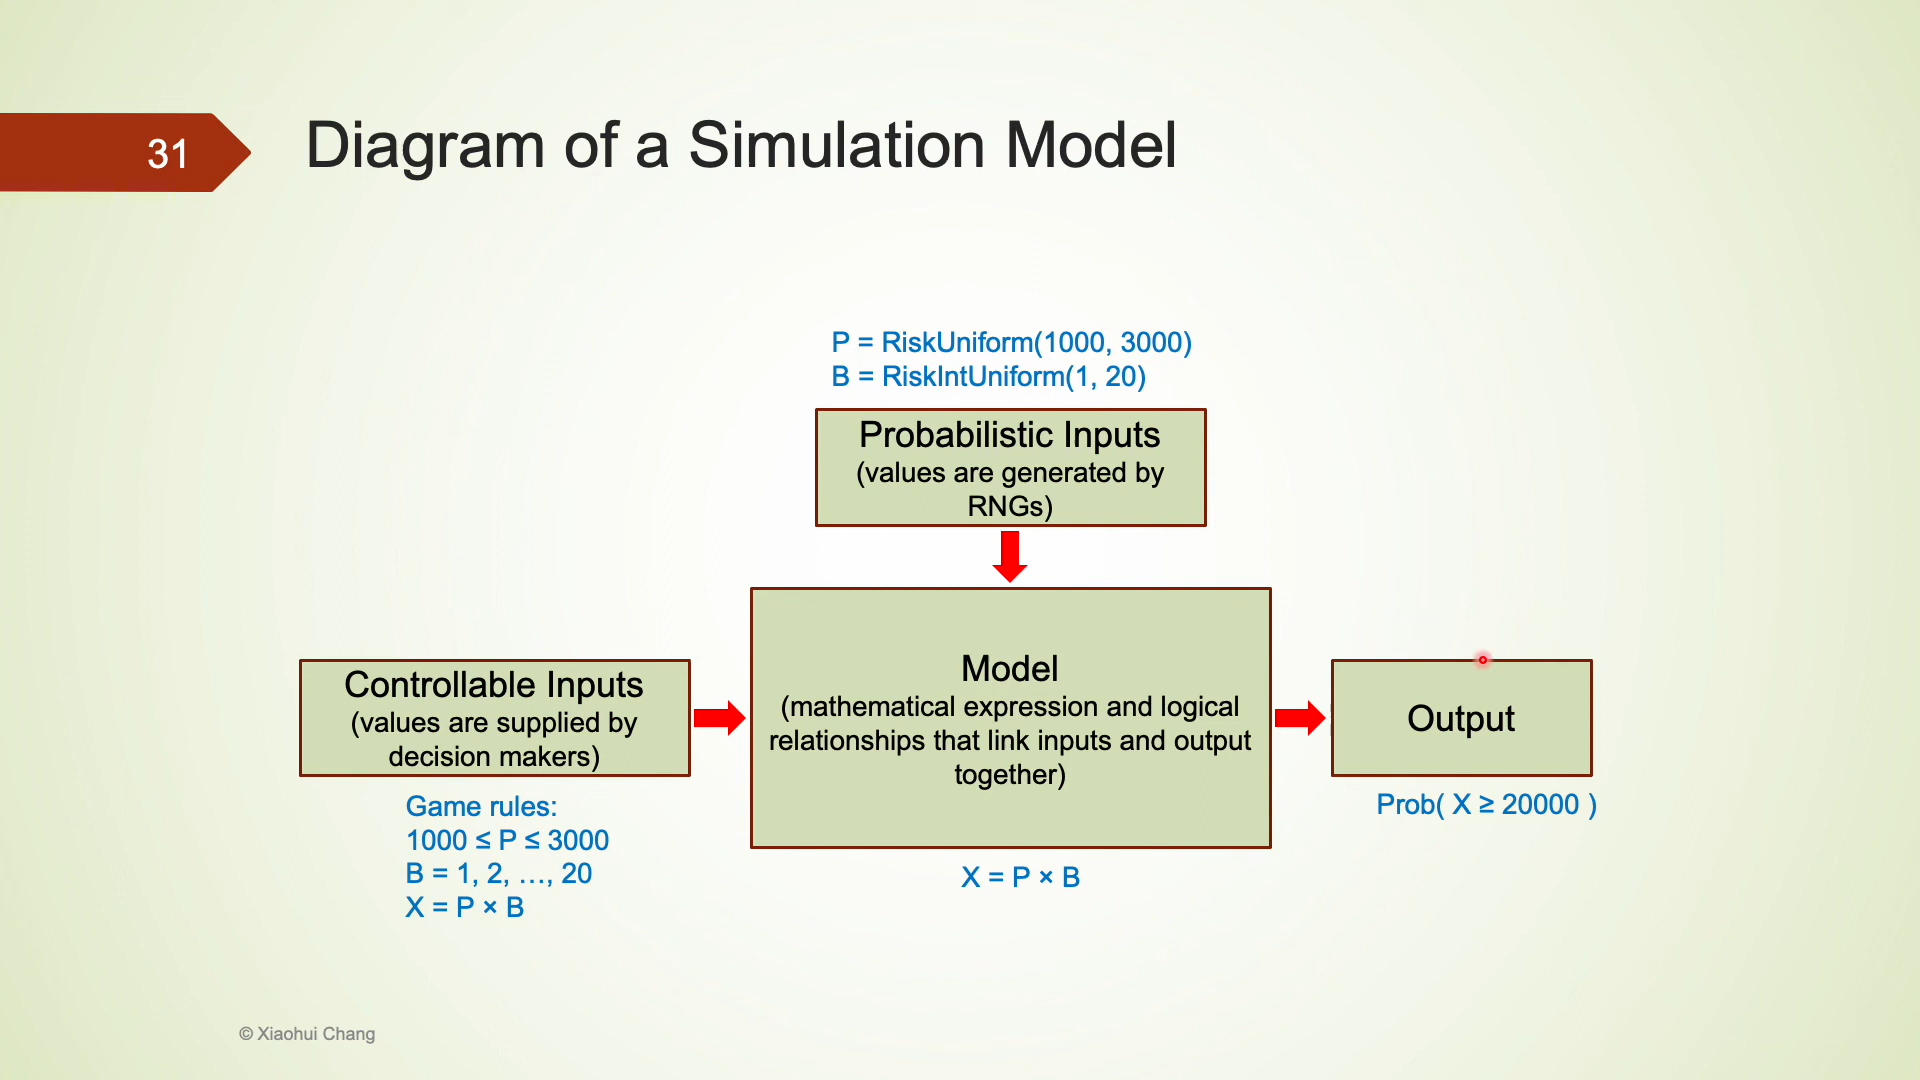 31
Diagram of a Simulation Model
P = RiskUniform(1000, 3000)
B = RiskIntUniform(1, 20)
Probabilistic Inputs
(values are generated by
RNGs)
Controllable Inputs
(values are supplied by
decision makers)
Game rules:
1000 ≤ P ≤ 3000
B = 1, 2, …, 20
X = P × B
Model
(mathematical expression and logical
relationships that link inputs and output
together)
X = P × B
Output
Prob( X ≥ 20000 )
© Xiaohui Chang